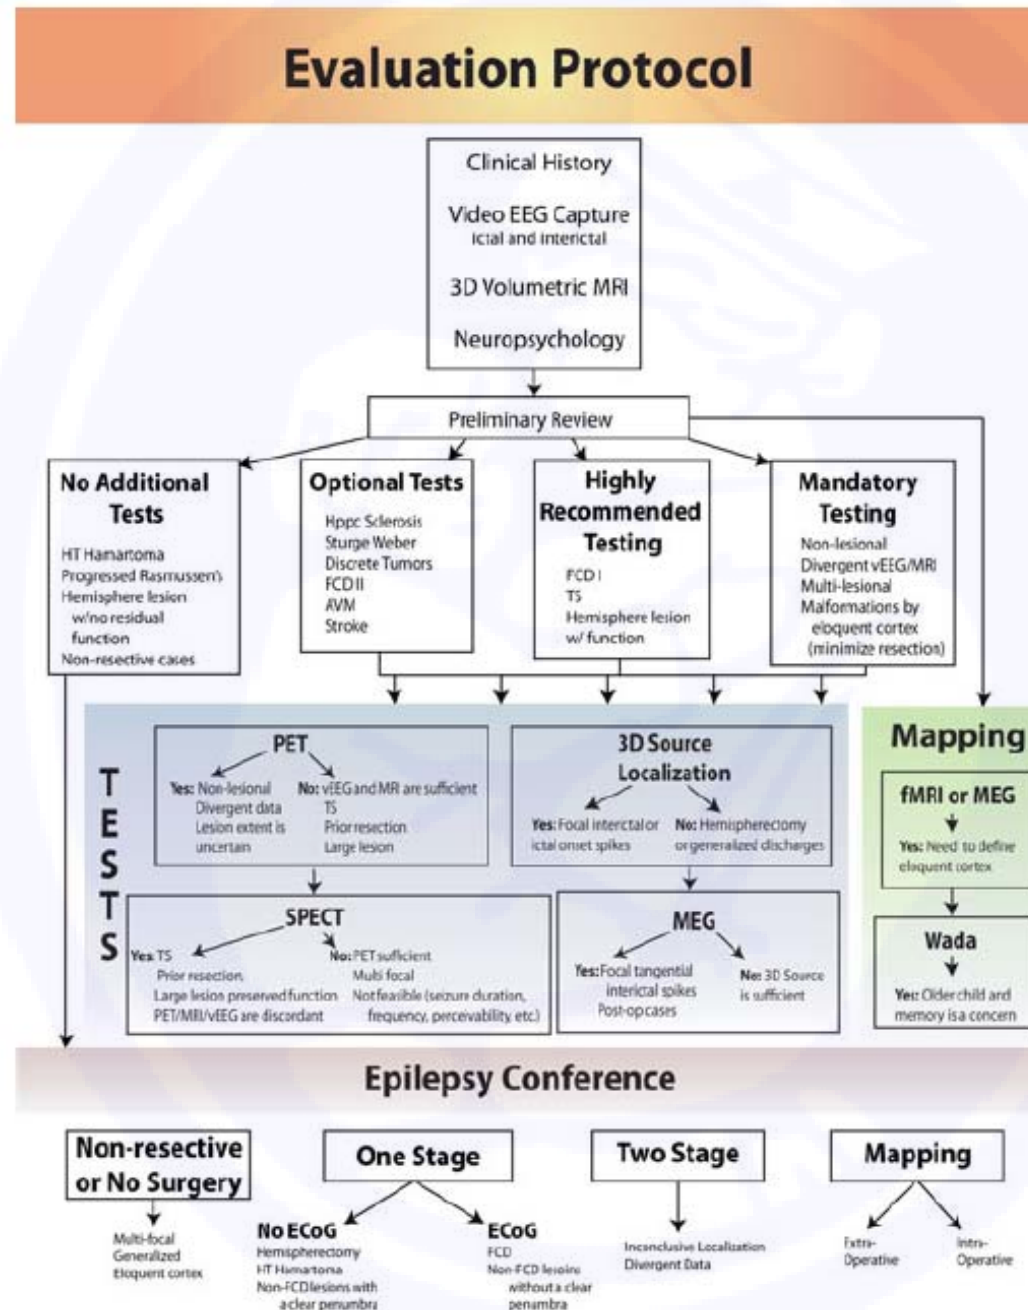 Evaluation Protocol
Clinical History
Video EEG Capture
ictal and interictal
3D Volumetric MRI
Neuropsychology
Preliminary Review
No Additional
Tests
HT Hamartoma
Progressed Rasmussen's
Hemisphere lesion
w/no residual
function
Non-resective cases
Optional Tests
Hppc Sclerosis
Sturge Weber
Discrete Tumors
FCD II
AVM
Stroke
Highly
Recommended
Testing
FCD I
TS
Hemisphere lesion
w/ function
Mandatory
Testing
Non-lesional
Divergent vEEG/MRI
Multi-lesional
Malformations by
eloquent cortex
(minimize resection)
TESTS
PET
Yes: Non-lesional
Divergent data
Lesion extent is
uncertain
No: vEEG and MR are sufficient
TS
Prior resection
Large lesion
SPECT
Yes: TS
Prior resection
Large lesion preserved function
PET/MRI/vEEG are discordant
No: PET sufficient
Multi focal
Not feasible (seizure duration,
frequency, percevability, etc.)
3D Source
Localization
Yes: Focal interictal or
ictal onset spikes
No: Hemispherectomy
or generalized discharges
MEG
Yes: Focal tangential
interictal spikes
Post-op cases
No: 3D Source
is sufficient
Mapping
fMRI or MEG
Yes: Need to define
eloquent cortex
Wada
Yes: Older child and
memory is a concern
Epilepsy Conference
Non-resective
or No Surgery
Multi-focal
Generalized
Eloquent cortex
One Stage
No ECoG
Hemispherectomy
HT Hamartoma
Non-FCD lesions with
a clear penumbra
ECoG
FCD
Non-FCD lesions
without a clear
penumbra
Two Stage
Inconclusive Localization
Divergent Data
Mapping
Extra-
Operative
Intra-
Operative